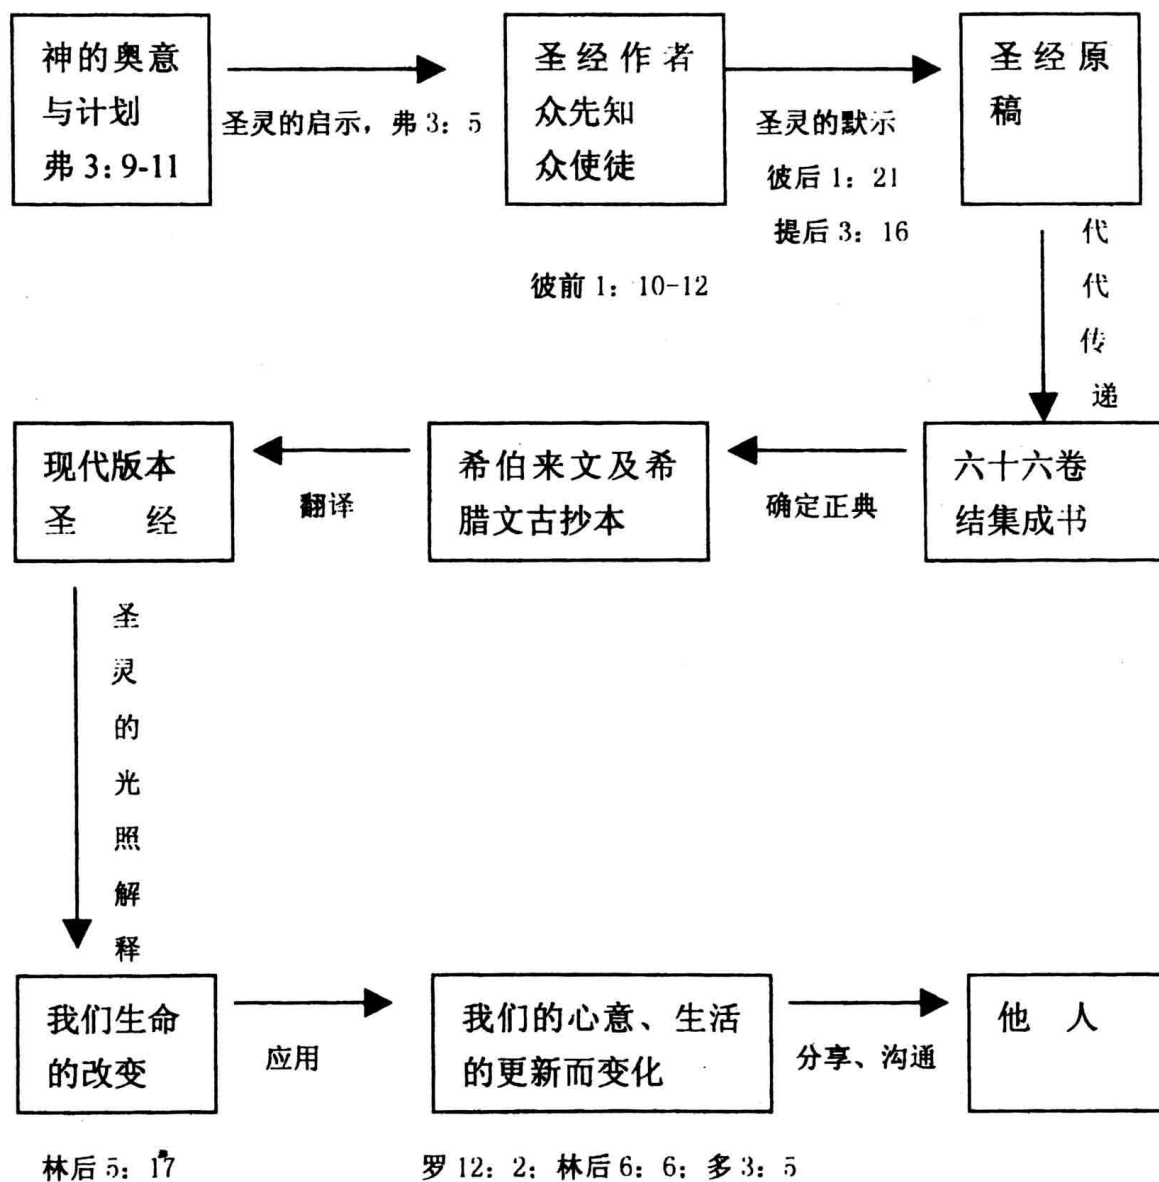 神的奥意
与计划
弗 3：9-11
圣灵的启示，弗 3：5
圣 经 作 者
众先知
众使徒
圣灵的默示
彼后 1：21
提后 3：16
圣 经 原
稿
彼前 1：10-12
代
代
传
递
现代版本
圣 经
翻译
希伯来文及希
腊文古抄本
确定正典
六十六卷
结集成书
圣
灵
的
光
照
解
释
我们生命
的改变
应用
我们的心意、生活
的更新而变化
分享、沟通
他 人
林后 5：17
罗 12：2；林后 6：6；多 3：5